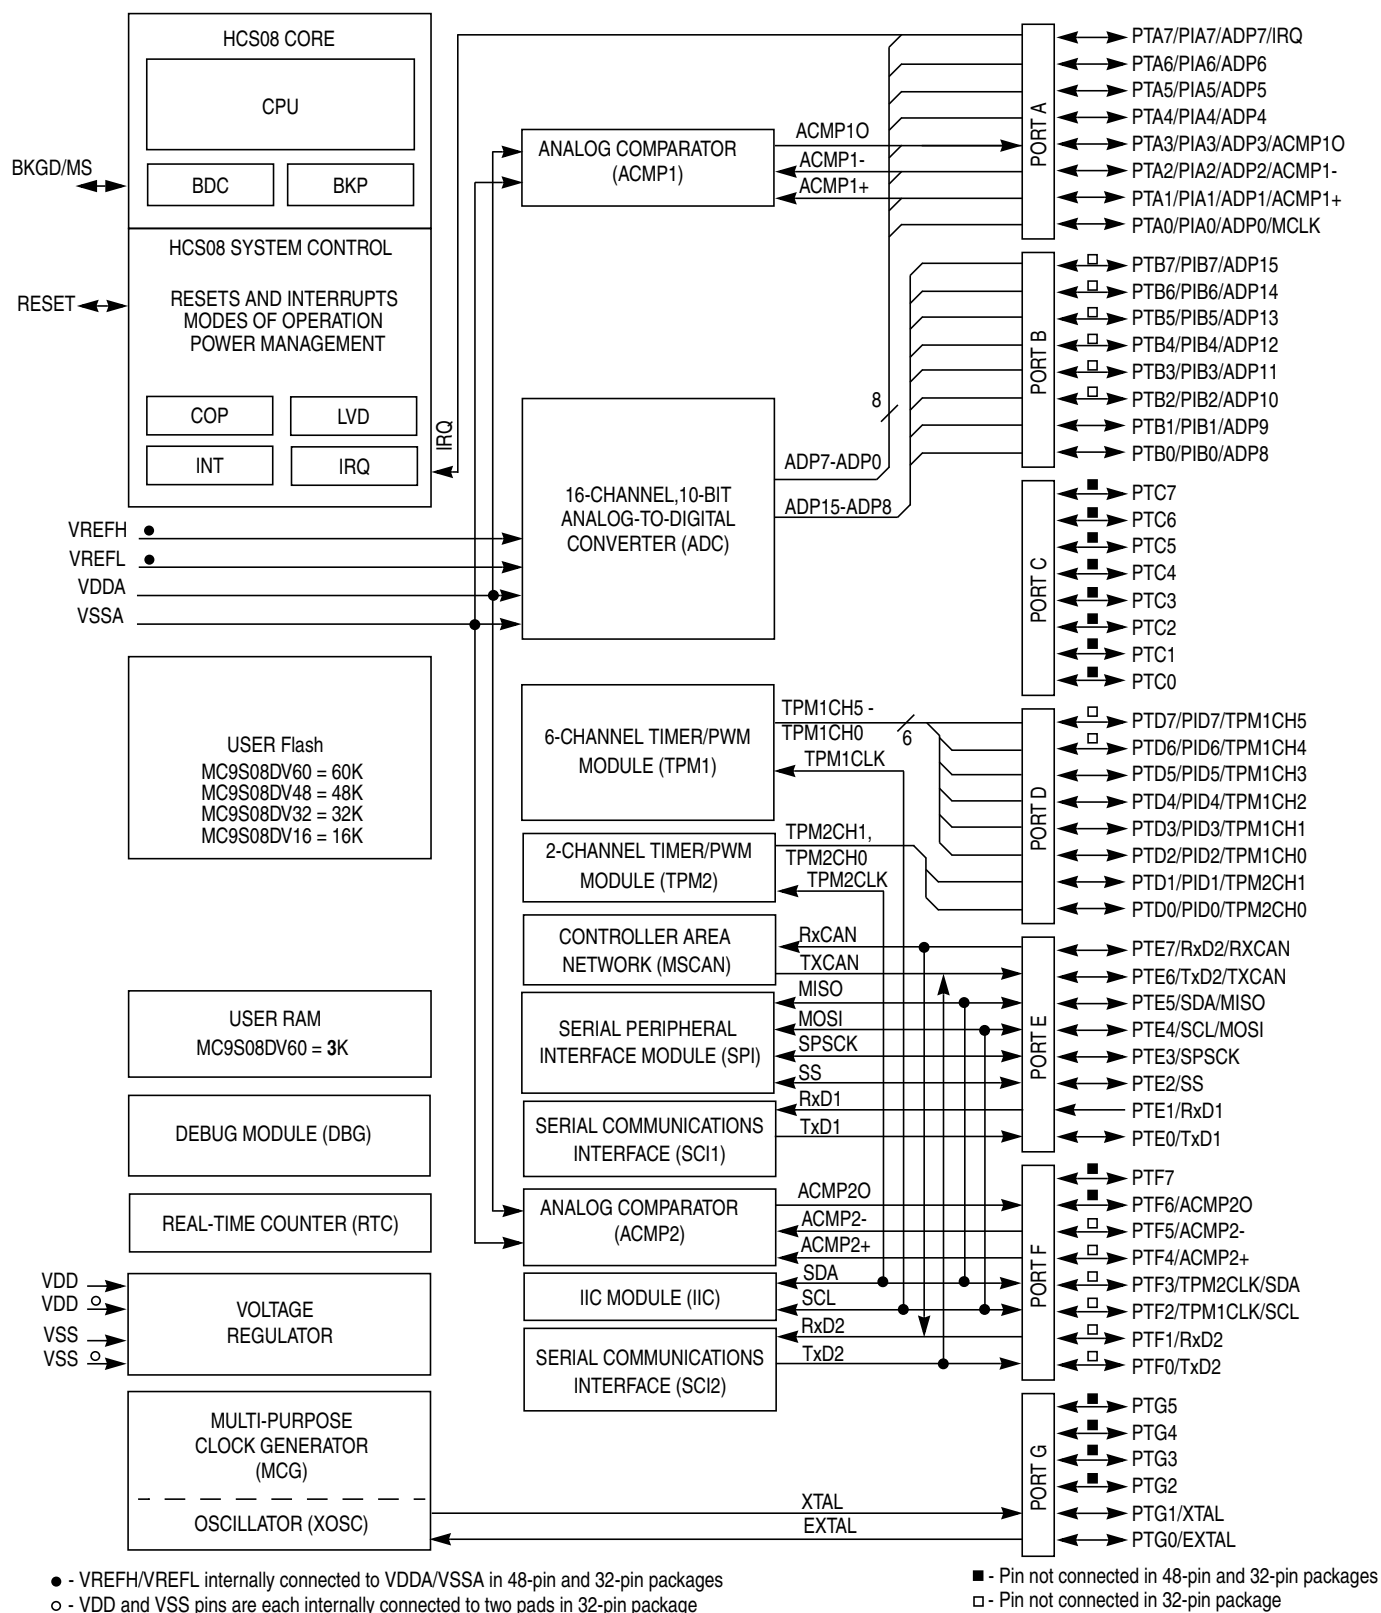 HCS08 CORE
CPU
BDC
BKP
BKGD/MS
HCS08 SYSTEM CONTROL
RESETS AND INTERRUPTS
MODES OF OPERATION
POWER MANAGEMENT
RESET
COP
LVD
INT
IRQ
IRQ
VREFH
VREFL
VDDA
VSSA
USER Flash
MC9S08DV60 = 60K
MC9S08DV48 = 48K
MC9S08DV32 = 32K
MC9S08DV16 = 16K
USER RAM
MC9S08DV60 = 3K
DEBUG MODULE (DBG)
REAL-TIME COUNTER (RTC)
VDD
VDD
VSS
VSS
VOLTAGE
REGULATOR
MULTI-PURPOSE
CLOCK GENERATOR
(MCG)
OSCILLATOR (XOSC)
ANALOG COMPARATOR
(ACMP1)
ACMP1O
ACMP1-
ACMP1+
16-CHANNEL,10-BIT
ANALOG-TO-DIGITAL
CONVERTER (ADC)
8
ADP7-ADP0
ADP15-ADP8
6-CHANNEL TIMER/PWM
MODULE (TPM1)
TPM1CH5 -
TPM1CH0
6
TPM1CLK
2-CHANNEL TIMER/PWM
MODULE (TPM2)
TPM2CH1,
TPM2CH0
TPM2CLK
CONTROLLER AREA
NETWORK (MSCAN)
RxCAN
TXCAN
SERIAL PERIPHERAL
INTERFACE MODULE (SPI)
MISO
MOSI
SPSCK
SS
SERIAL COMMUNICATIONS
INTERFACE (SCI1)
RxD1
TxD1
ANALOG COMPARATOR
(ACMP2)
ACMP2O
ACMP2-
ACMP2+
IIC MODULE (IIC)
SDA
SCL
SERIAL COMMUNICATIONS
INTERFACE (SCI2)
RxD2
TxD2
XTAL
EXTAL
PORT A
PTA7/PIA7/ADP7/IRQ
PTA6/PIA6/ADP6
PTA5/PIA5/ADP5
PTA4/PIA4/ADP4
PTA3/PIA3/ADP3/ACMP1O
PTA2/PIA2/ADP2/ACMP1-
PTA1/PIA1/ADP1/ACMP1+
PTA0/PIA0/ADP0/MCLK
PORT B
PTB7/PIB7/ADP15
PTB6/PIB6/ADP14
PTB5/PIB5/ADP13
PTB4/PIB4/ADP12
PTB3/PIB3/ADP11
PTB2/PIB2/ADP10
PTB1/PIB1/ADP9
PTB0/PIB0/ADP8
PORT C
PTC7
PTC6
PTC5
PTC4
PTC3
PTC2
PTC1
PTC0
PORT D
PTD7/PID7/TPM1CH5
PTD6/PID6/TPM1CH4
PTD5/PID5/TPM1CH3
PTD4/PID4/TPM1CH2
PTD3/PID3/TPM1CH1
PTD2/PID2/TPM1CH0
PTD1/PID1/TPM2CH1
PTD0/PID0/TPM2CH0
PORT E
PTE7/RxD2/RXCAN
PTE6/TxD2/TXCAN
PTE5/SDA/MISO
PTE4/SCL/MOSI
PTE3/SPSCK
PTE2/SS
PTE1/RxD1
PTE0/TxD1
PORT F
PTF7
PTF6/ACMP2O
PTF5/ACMP2-
PTF4/ACMP2+
PTF3/TPM2CLK/SDA
PTF2/TPM1CLK/SCL
PTF1/RxD2
PTF0/TxD2
PORT G
PTG5
PTG4
PTG3
PTG2
PTG1/XTAL
PTG0/EXTAL
● - VREFH/VREFL internally connected to VDDA/VSSA in 48-pin and 32-pin packages
○ - VDD and VSS pins are each internally connected to two pads in 32-pin package
■ - Pin not connected in 48-pin and 32-pin packages
□ - Pin not connected in 32-pin package